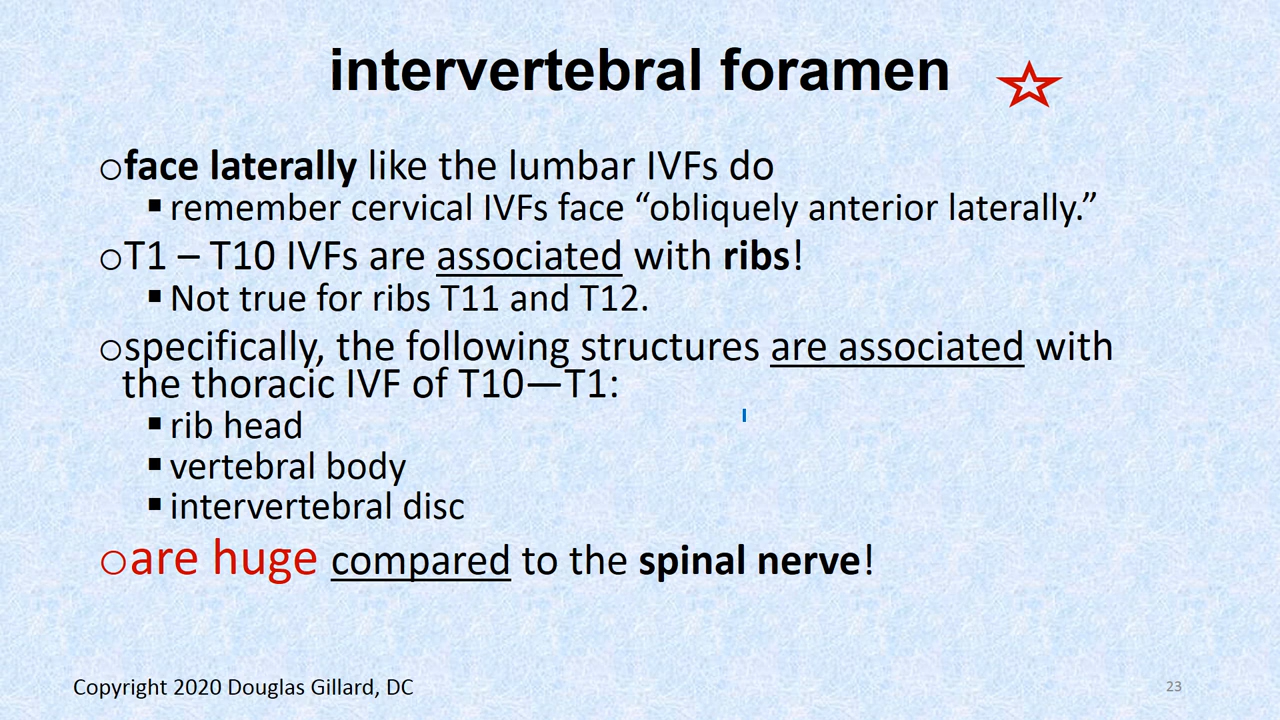 intervertebral foramen
○face laterally like the lumbar IVFs do
▪remember cervical IVFs face “obliquely anterior laterally.”
○T1 – T10 IVFs are associated with ribs!
▪Not true for ribs T11 and T12.
○specifically, the following structures are associated with
the thoracic IVF of T10—T1:
▪rib head
▪vertebral body
▪intervertebral disc
○are huge compared to the spinal nerve!
Copyright 2020 Douglas Gillard, DC
23